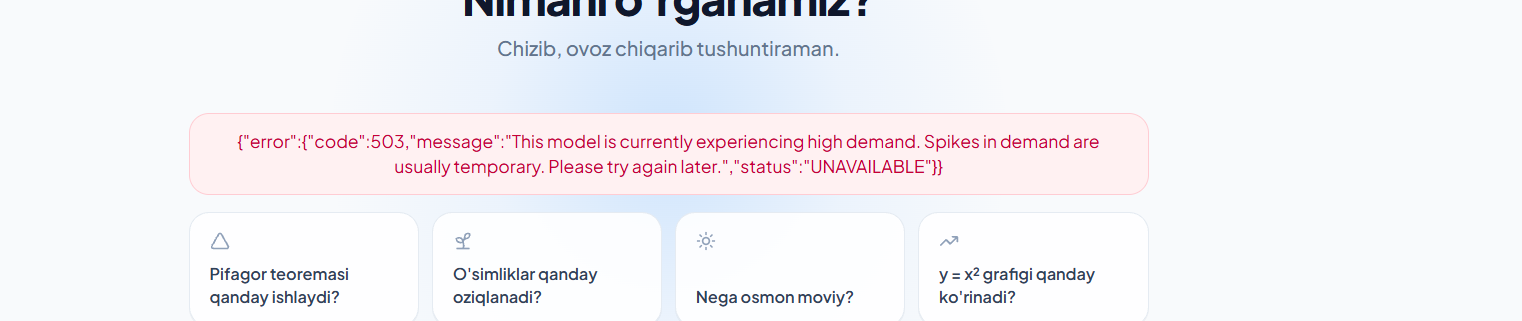 Nimani o'rganamiz?
Chizib, ovoz chiqarib tushuntiraman.
{"error":{"code":503,"message":"This model is currently experiencing high demand. Spikes in demand are
usually temporary. Please try again later.","status":"UNAVAILABLE"}}
Pifagor teoremasi
qanday ishlaydi?
O'simliklar qanday
oziqlanadi?
Nega osmon moviy?
y = x² grafigi qanday
ko'rinadi?